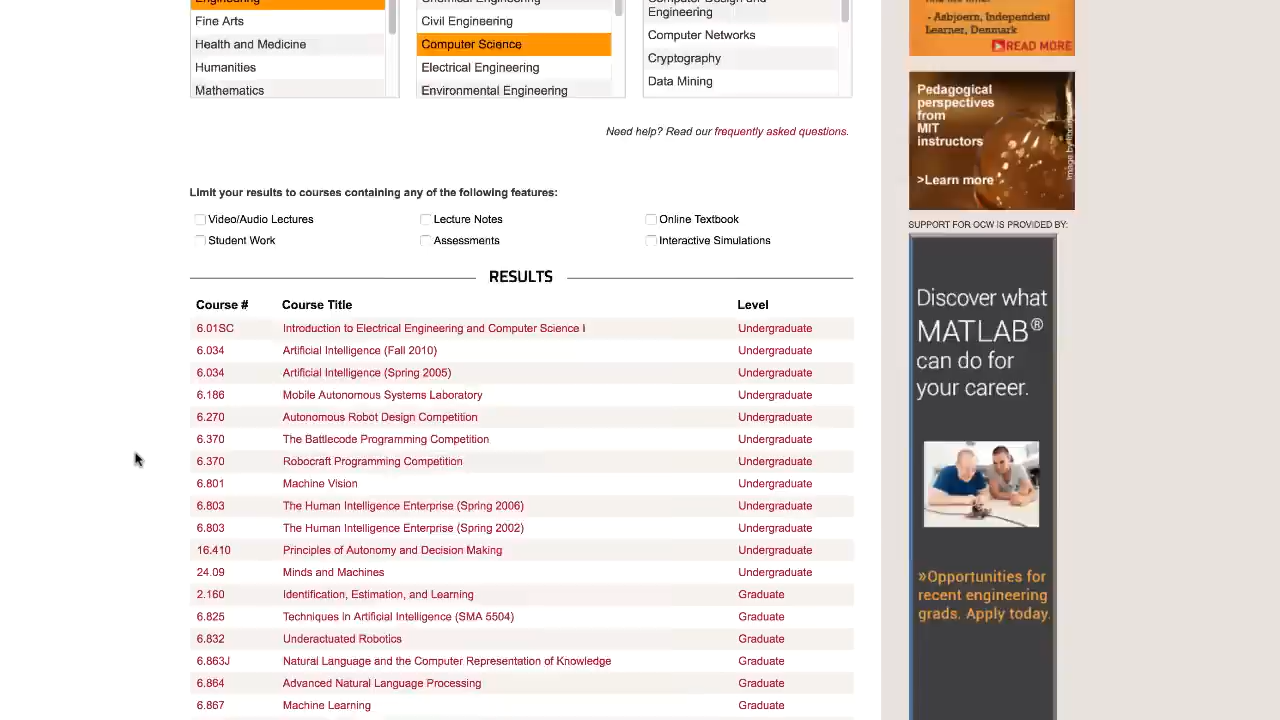 Engineering
Fine Arts
Health and Medicine
Humanities
Mathematics
Chemical Engineering
Civil Engineering
Computer Science
Electrical Engineering
Environmental Engineering
Computer Design and
Engineering
Computer Networks
Cryptography
Data Mining
Need help? Read our frequently asked questions.
Limit your results to courses containing any of the following features:
Video/Audio Lectures
Lecture Notes
Online Textbook
Student Work
Assessments
Interactive Simulations
RESULTS
Course # Course Title Level
6.01SC Introduction to Electrical Engineering and Computer Science I Undergraduate
6.034 Artificial Intelligence (Fall 2010) Undergraduate
6.034 Artificial Intelligence (Spring 2005) Undergraduate
6.186 Mobile Autonomous Systems Laboratory Undergraduate
6.270 Autonomous Robot Design Competition Undergraduate
6.370 The Battlecode Programming Competition Undergraduate
6.370 Robocraft Programming Competition Undergraduate
6.801 Machine Vision Undergraduate
6.803 The Human Intelligence Enterprise (Spring 2006) Undergraduate
6.803 The Human Intelligence Enterprise (Spring 2002) Undergraduate
16.410 Principles of Autonomy and Decision Making Undergraduate
24.09 Minds and Machines Undergraduate
2.160 Identification, Estimation, and Learning Graduate
6.825 Techniques in Artificial Intelligence (SMA 5504) Graduate
6.832 Underactuated Robotics Graduate
6.863J Natural Language and the Computer Representation of Knowledge Graduate
6.864 Advanced Natural Language Processing Graduate
6.867 Machine Learning Graduate
- Asbjoern, Independent
Learner, Denmark
READ MORE
Pedagogical
perspectives
from
MIT
instructors
>Learn more
SUPPORT FOR OCW IS PROVIDED BY:
Discover what
MATLAB®
can do for
your career.
»Opportunities for
recent engineering
grads. Apply today.